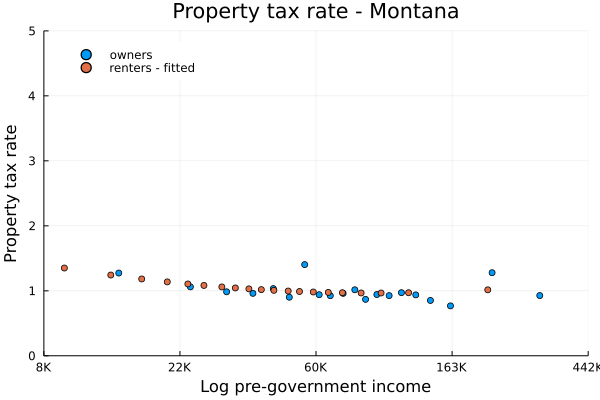 Property tax rate - Montana
Property tax rate
5
4
3
2
1
0
owners
renters - fitted
8K
22K
60K
163K
442K
Log pre-government income